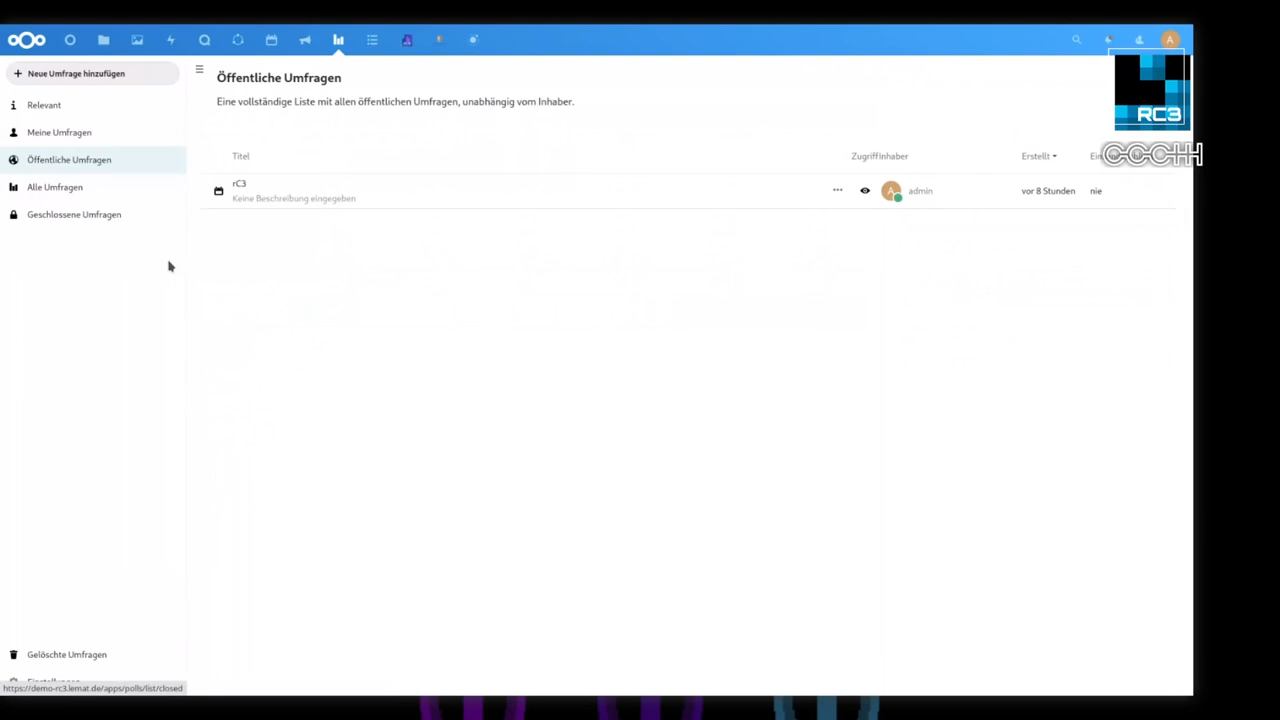 A
Neue Umfrage hinzufügen
Öffentliche Umfragen
RC3
CCCHH
Eine vollständige Liste mit allen öffentlichen Umfragen, unabhängig vom Inhaber.
Relevant
Meine Umfragen
Öffentliche Umfragen
Alle Umfragen
Geschlossene Umfragen
Titel
Zugriff
Inhaber
Erstellt
rC3
Keine Beschreibung eingegeben
A
admin
vor 8 Stunden
nie
Gelöschte Umfragen
https://demo-rc3.lemat.de/apps/polls/list/closed